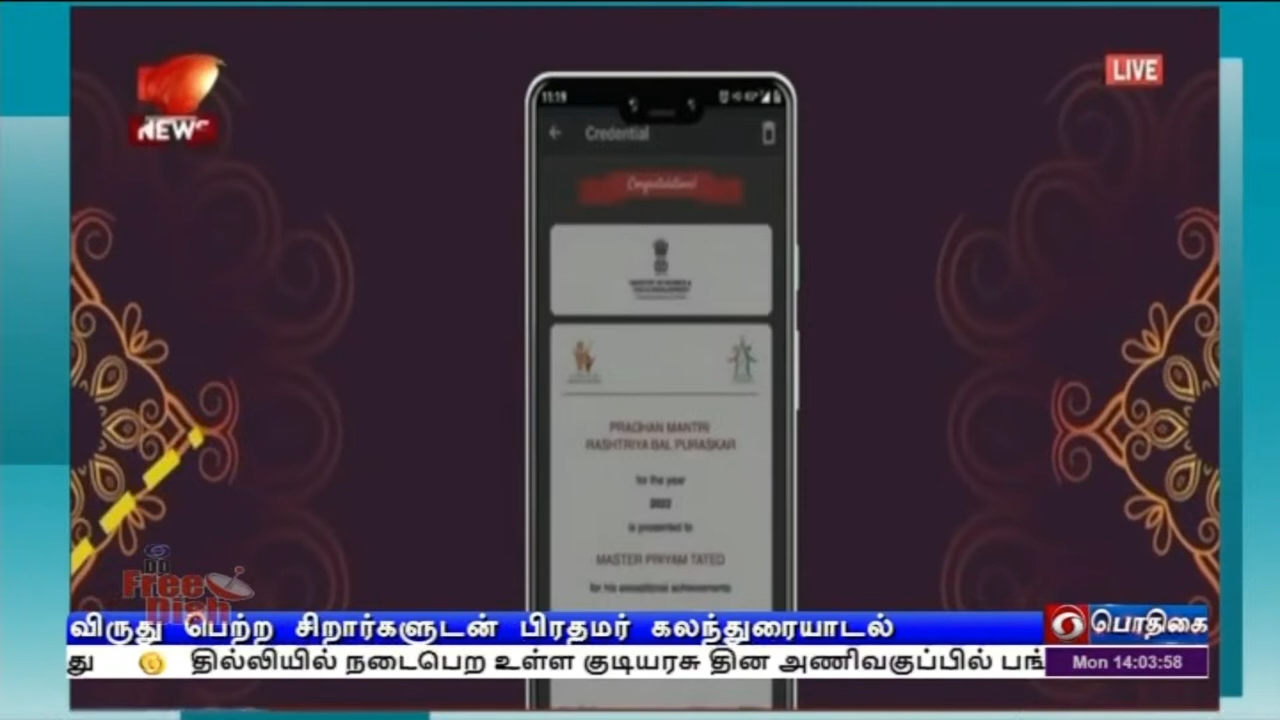 LIVE
NEWS
11:19
Credential
Congratulations!
PRADHAN MANTRI
RASHTRIYA BAL PURASKAR
for the year
2022
is presented to
MASTER PRIYAM TATED
for his exceptional achievements
DD
Free
Dish
விருது பெற்ற சிறார்களுடன் பிரதமர் கலந்துரையாடல்
பொதிகை
து தில்லியில் நடைபெற உள்ள குடியரசு தின அணிவகுப்பில் பங்
Mon 14:03:58